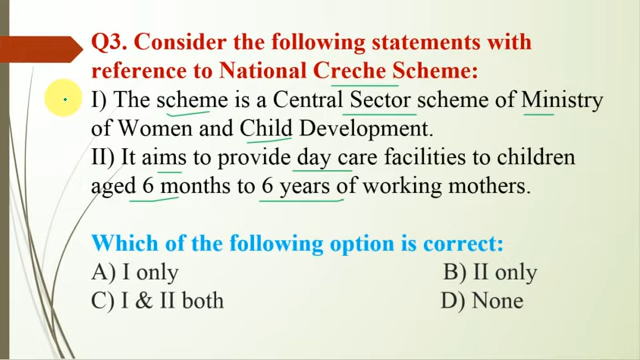 Q3. Consider the following statements with
reference to National Creche Scheme:
I) The scheme is a Central Sector scheme of Ministry
of Women and Child Development.
II) It aims to provide day care facilities to children
aged 6 months to 6 years of working mothers.
Which of the following option is correct:
A) I only B) II only
C) I & II both D) None